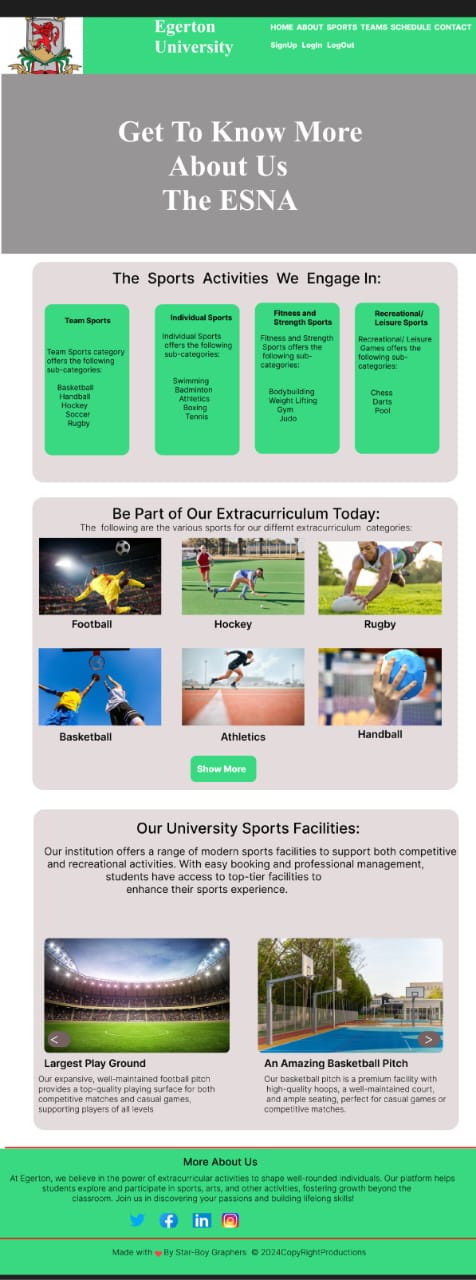 Egerton
University
HOME ABOUT SPORTS TEAMS SCHEDULE CONTACT
SignUp LogIn LogOut
Get To Know More
About Us
The ESNA
The Sports Activities We Engage In:
Team Sports
Team Sports category
offers the following
sub-categories:
Basketball
Handball
Hockey
Soccer
Rugby
Individual Sports
Individual Sports
offers the following
sub-categories:
Swimming
Badminton
Athletics
Boxing
Tennis
Fitness and
Strength Sports
Fitness and Strength
Sports offers the
following sub-
categories:
Bodybuilding
Weight Lifting
Gym
Judo
Recreational/
Leisure Sports
Recreational/ Leisure
Games offers the
following sub-
categories:
Chess
Darts
Pool
Be Part of Our Extracurriculum Today:
The following are the various sports for our differnt extracurriculum categories:
Football
Hockey
Rugby
Basketball
Athletics
Handball
Show More
Our University Sports Facilities:
Our institution offers a range of modern sports facilities to support both competitive
and recreational activities. With easy booking and professional management,
students have access to top-tier facilities to
enhance their sports experience.
<
>
Largest Play Ground
Our expansive, well-maintained football pitch
provides a top-quality playing surface for both
competitive matches and casual games,
supporting players of all levels
An Amazing Basketball Pitch
Our basketball pitch is a premium facility with
high-quality hoops, a well-maintained court,
and ample seating, perfect for casual games or
competitive matches.
More About Us
At Egerton, we believe in the power of extracurricular activities to shape well-rounded individuals. Our platform helps
students explore and participate in sports, arts, and other activities, fostering growth beyond the
classroom. Join us in discovering your passions and building lifelong skills!
Made with ❤ By Star-Boy Graphers © 2024CopyRightProductions